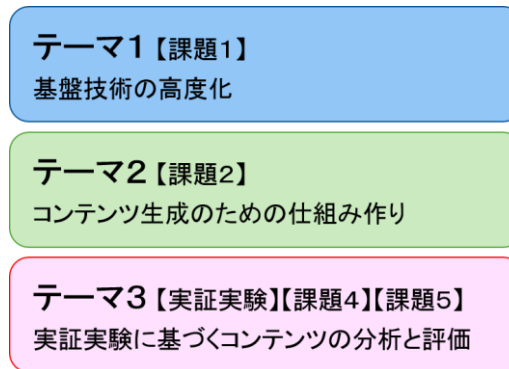 テーマ1【課題1】
基盤技術の高度化
テーマ2【課題2】
コンテンツ生成のための仕組み作り
テーマ3【実証実験】【課題4】【課題5】
実証実験に基づくコンテンツの分析と評価